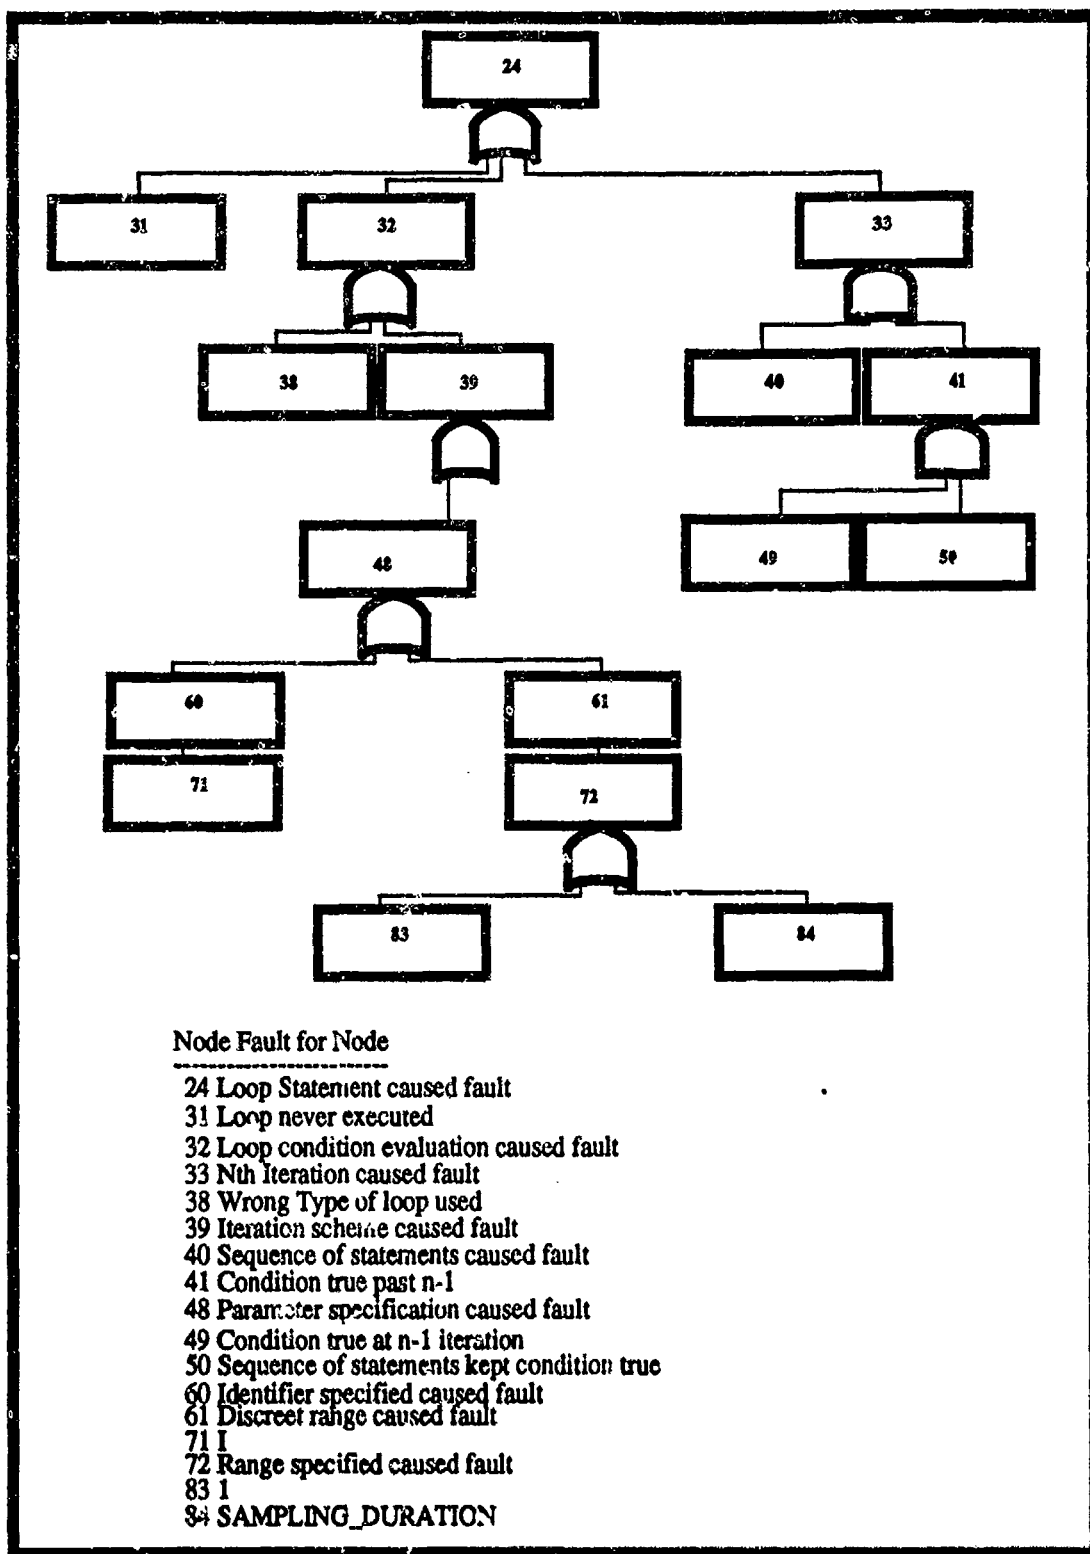 24
31 32 33
38 39 40 41
48 49 50
60 61
71 72
83 84
Node Fault for Node
24 Loop Statement caused fault
31 Loop never executed
32 Loop condition evaluation caused fault
33 Nth Iteration caused fault
38 Wrong Type of loop used
39 Iteration scheme caused fault
40 Sequence of statements caused fault
41 Condition true past n-1
48 Parameter specification caused fault
49 Condition true at n-1 iteration
50 Sequence of statements kept condition true
60 Identifier specified caused fault
61 Discreet range caused fault
71 I
72 Range specified caused fault
83 1
84 SAMPLING_DURATION